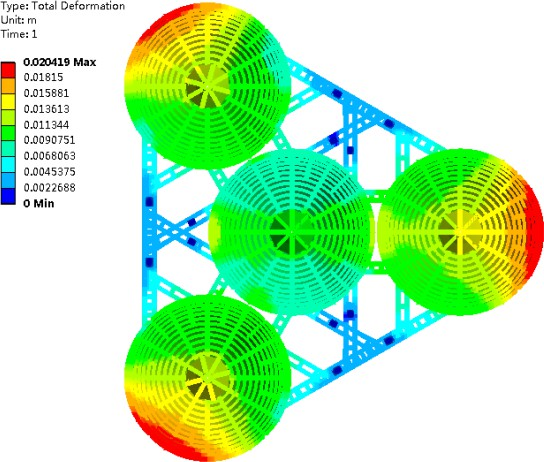 Type: Total Deformation
Unit: m
Time: 1
0.020419 Max
0.01815
0.015881
0.013613
0.011344
0.0090751
0.0068063
0.0045375
0.0022688
0 Min